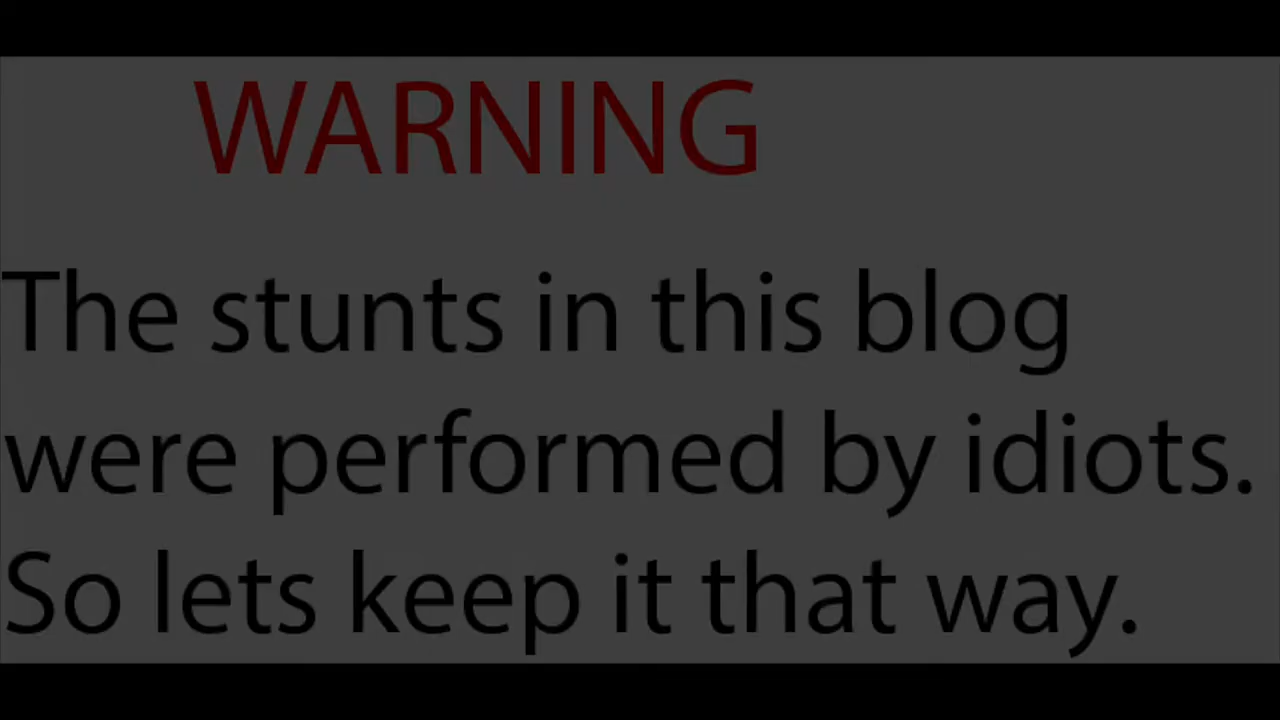 WARNING
The stunts in this blog
were performed by idiots.
So lets keep it that way.